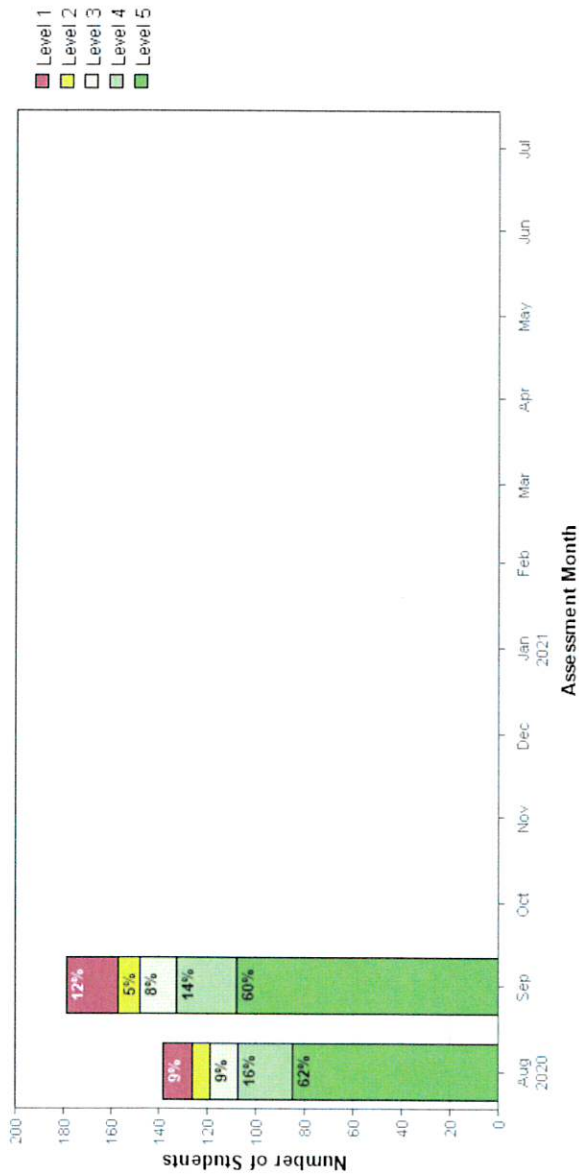 Level 1
Level 2
Level 3
Level 4
Level 5
Number of Students
200
180
160
140
120
100
80
60
40
20
0
9%
9%
16%
62%
12%
5%
8%
14%
60%
Aug Sep Oct Nov Dec Jan Feb Mar Apr May Jun Jul
2020 2021
Assessment Month